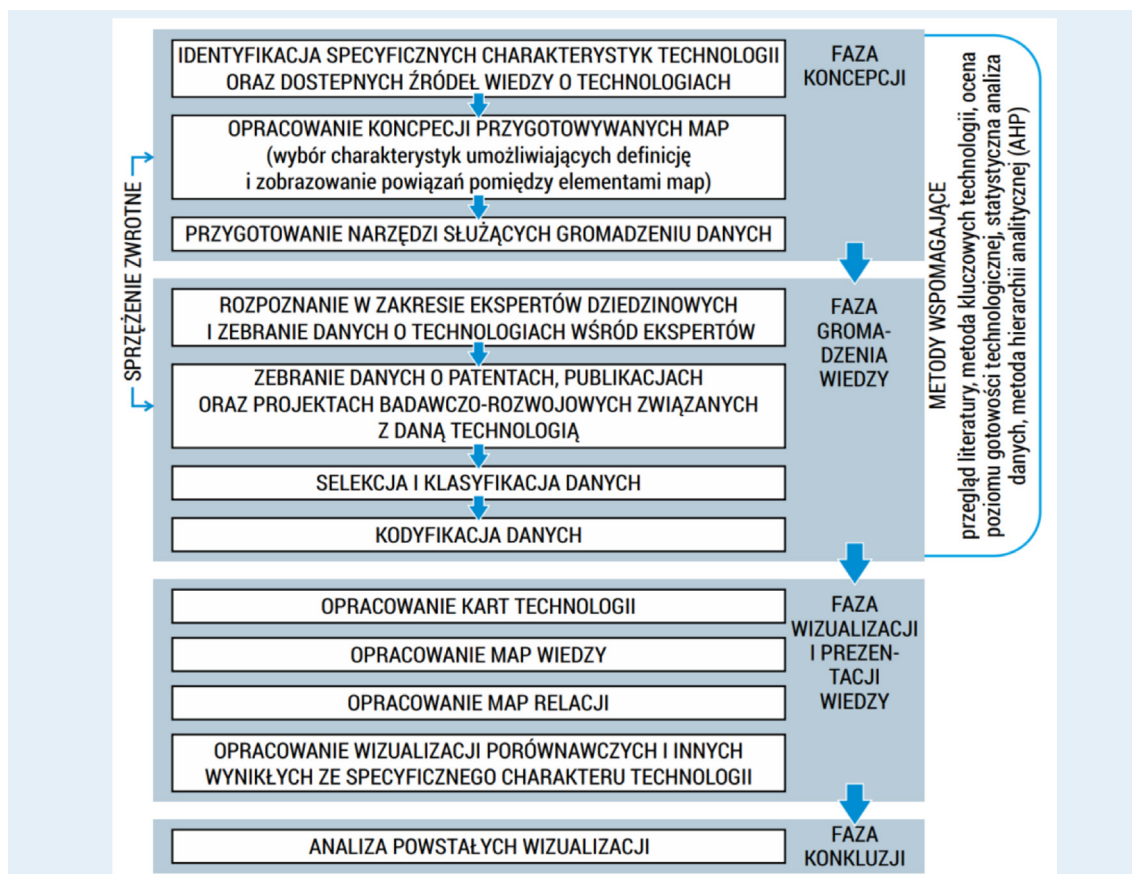 IDENTYFIKACJA SPECYFICZNYCH CHARAKTERYSTYK TECHNOLOGII
ORAZ DOSTEPNYCH ŹRÓDEŁ WIEDZY O TECHNOLOGIACH
FAZA
KONCEPCJI
OPRACOWANIE KONCPECJI PRZYGOTOWYWANYCH MAP
(wybór charakterystyk umożliwiających definicję
i zobrazowanie powiązań pomiędzy elementami map)
PRZYGOTOWANIE NARZĘDZI SŁUŻĄCYCH GROMADZENIU DANYCH
SPRZĘŻENIE ZWROTNE
ROZPOZNANIE W ZAKRESIE EKSPERTÓW DZIEDZINOWYCH
I ZEBRANIE DANYCH O TECHNOLOGIACH WŚRÓD EKSPERTÓW
FAZA
GROMA-
DZENIA
WIEDZY
ZEBRANIE DANYCH O PATENTACH, PUBLIKACJACH
ORAZ PROJEKTACH BADAWCZO-ROZWOJOWYCH ZWIĄZANYCH
Z DANĄ TECHNOLOGIĄ
SELEKCJA I KLASYFIKACJA DANYCH
KODYFIKACJA DANYCH
METODY WSPOMAGAJĄCE
przegląd literatury, metoda kluczowych technologii, ocena
poziomu gotowości technologicznej, statystyczna analiza
danych, metoda hierarchii analitycznej (AHP)
OPRACOWANIE KART TECHNOLOGII
OPRACOWANIE MAP WIEDZY
OPRACOWANIE MAP RELACJI
OPRACOWANIE WIZUALIZACJI PORÓWNAWCZYCH I INNYCH
WYNIKŁYCH ZE SPECYFICZNEGO CHARAKTERU TECHNOLOGII
FAZA
WIZUALIZACJI
I PREZEN-
TACJI
WIEDZY
ANALIZA POWSTAŁYCH WIZUALIZACJI
FAZA
KONKLUZJI